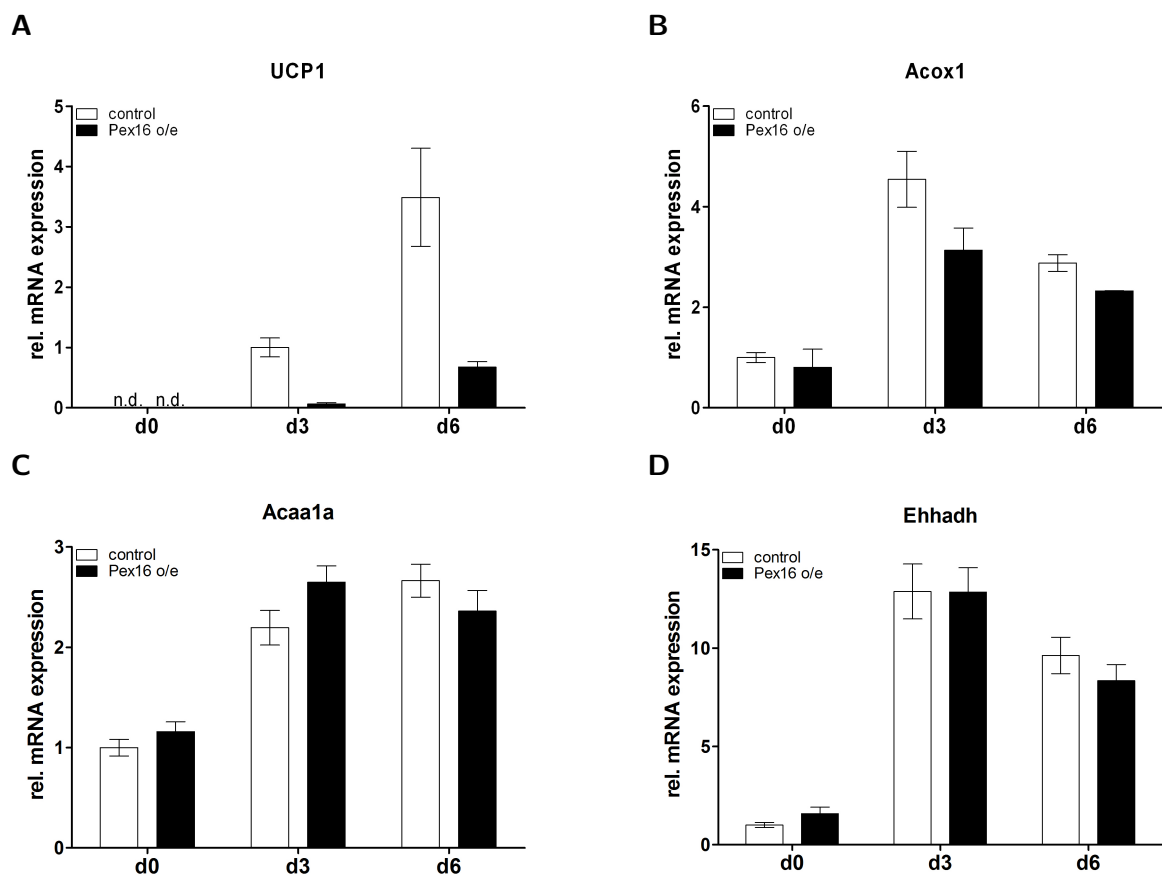 A
UCP1
control
Pex16 o/e
rel. mRNA expression
5
4
3
2
1
0
n.d. n.d.
d0 d3 d6
B
Acox1
control
Pex16 o/e
rel. mRNA expression
6
4
2
0
d0 d3 d6
C
Acaa1a
control
Pex16 o/e
rel. mRNA expression
3
2
1
0
d0 d3 d6
D
Ehhadh
control
Pex16 o/e
rel. mRNA expression
15
10
5
0
d0 d3 d6